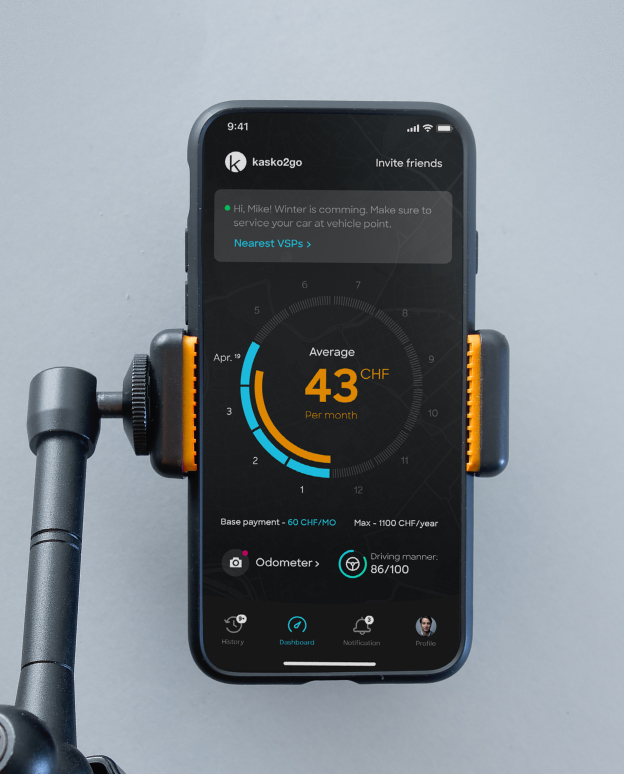 9:41
kasko2go
Invite friends
Hi, Mike! Winter is comming. Make sure to
service your car at vehicle point.
Nearest VSPs >
6
7
5
8
Apr. 19
9
3
10
2
11
1
12
Average
43 CHF
Per month
Base payment - 60 CHF/MO
Max - 1100 CHF/year
Odometer >
Driving manner:
86/100
9+
3
History
Dashboard
Notification
Profile